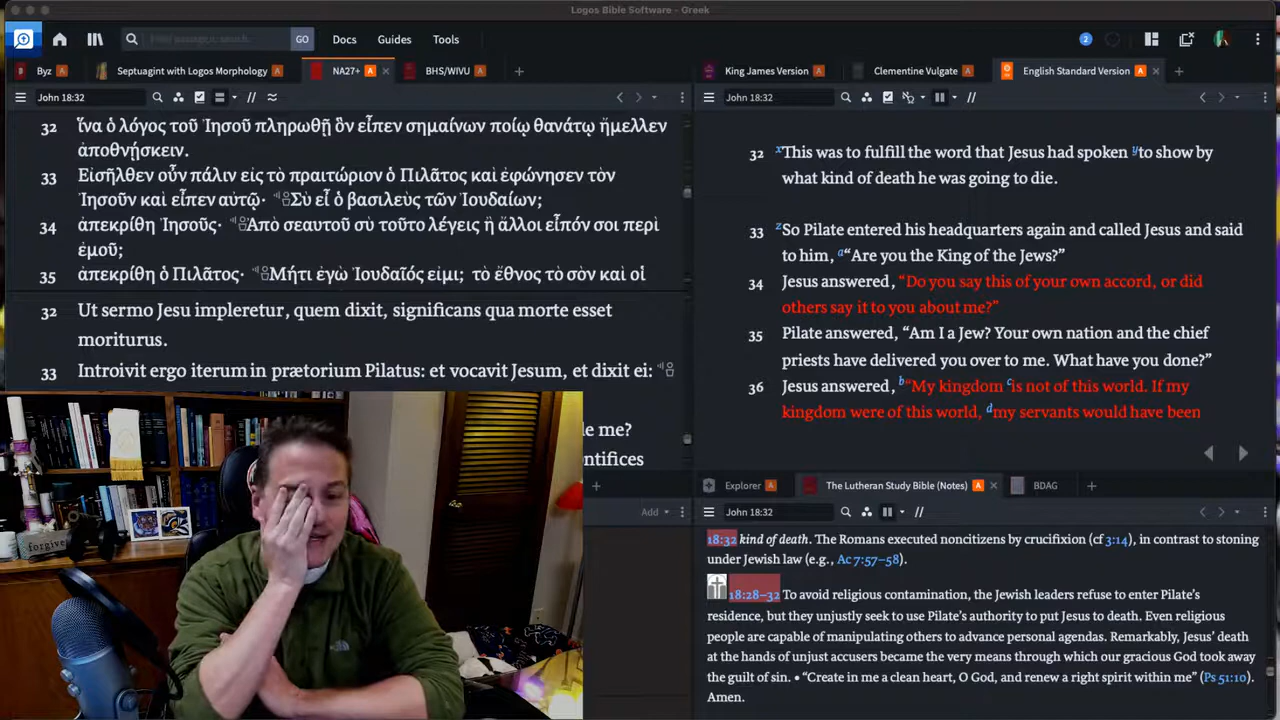 Logos Bible Software - Greek
GO Docs Guides Tools 2
Byz A Septuagint with Logos Morphology A NA27+ A × BHS/WIVU A +
John 18:32
32 ἵνα ὁ λόγος τοῦ Ἰησοῦ πληρωθῇ ὃν εἶπεν σημαίνων ποίῳ θανάτῳ ἤμελλεν
ἀποθνῄσκειν.
33 Εἰσῆλθεν οὖν πάλιν εἰς τὸ πραιτώριον ὁ Πιλᾶτος καὶ ἐφώνησεν τὸν
Ἰησοῦν καὶ εἶπεν αὐτῷ· Σὺ εἶ ὁ βασιλεὺς τῶν Ἰουδαίων;
34 ἀπεκρίθη Ἰησοῦς· Ἀπὸ σεαυτοῦ σὺ τοῦτο λέγεις ἢ ἄλλοι εἶπόν σοι περὶ
ἐμοῦ;
35 ἀπεκρίθη ὁ Πιλᾶτος· Μήτι ἐγὼ Ἰουδαῖός εἰμι; τὸ ἔθνος τὸ σὸν καὶ οἱ
32 Ut sermo Jesu impleretur, quem dixit, significans qua morte esset
moriturus.
33 Introivit ergo iterum in prætorium Pilatus: et vocavit Jesum, et dixit ei:
me?
entifices
forgive
Add
King James Version A Clementine Vulgate A English Standard Version A × +
John 18:32
32 xThis was to fulfill the word that Jesus had spoken yto show by
what kind of death he was going to die.
33 zSo Pilate entered his headquarters again and called Jesus and said
to him, a“Are you the King of the Jews?”
34 Jesus answered, “Do you say this of your own accord, or did
others say it to you about me?”
35 Pilate answered, “Am I a Jew? Your own nation and the chief
priests have delivered you over to me. What have you done?”
36 Jesus answered, b“My kingdom cis not of this world. If my
kingdom were of this world, dmy servants would have been
Explorer A The Lutheran Study Bible (Notes) A × BDAG +
John 18:32
18:32 kind of death. The Romans executed noncitizens by crucifixion (cf 3:14), in contrast to stoning
under Jewish law (e.g., Ac 7:57–58).
18:28–32 To avoid religious contamination, the Jewish leaders refuse to enter Pilate’s
residence, but they unjustly seek to use Pilate’s authority to put Jesus to death. Even religious
people are capable of manipulating others to advance personal agendas. Remarkably, Jesus’ death
at the hands of unjust accusers became the very means through which our gracious God took away
the guilt of sin. • “Create in me a clean heart, O God, and renew a right spirit within me” (Ps 51:10).
Amen.